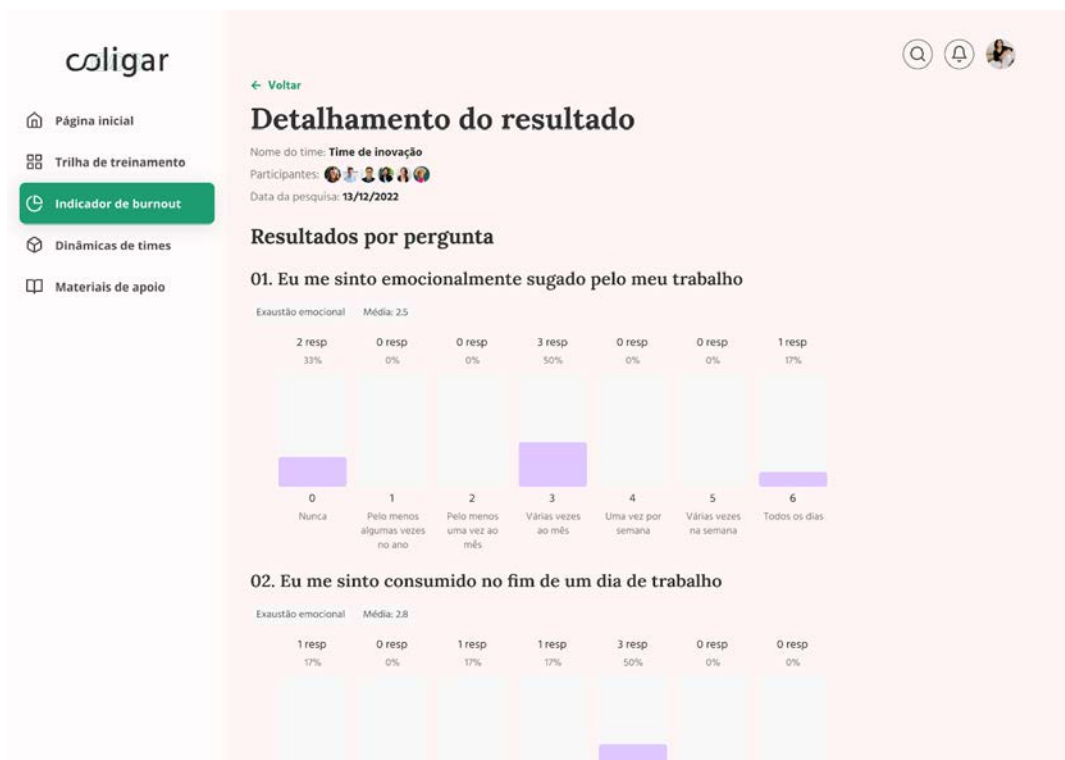 coligar
Página inicial
Trilha de treinamento
Indicador de burnout
Dinâmicas de times
Materiais de apoio
← Voltar
Detalhamento do resultado
Nome do time: Time de inovação
Participantes:
Data da pesquisa: 13/12/2022
Resultados por pergunta
01. Eu me sinto emocionalmente sugado pelo meu trabalho
Exaustão emocional Média: 2.5
2 resp 0 resp 0 resp 3 resp 0 resp 0 resp 1 resp
33% 0% 0% 50% 0% 0% 17%
0 1 2 3 4 5 6
Nunca Pelo menos Pelo menos Várias vezes Uma vez por Várias vezes Todos os dias
algumas vezes uma vez ao ao mês semana na semana
no ano mês
02. Eu me sinto consumido no fim de um dia de trabalho
Exaustão emocional Média: 2.8
1 resp 0 resp 1 resp 1 resp 3 resp 0 resp 0 resp
17% 0% 17% 17% 50% 0% 0%